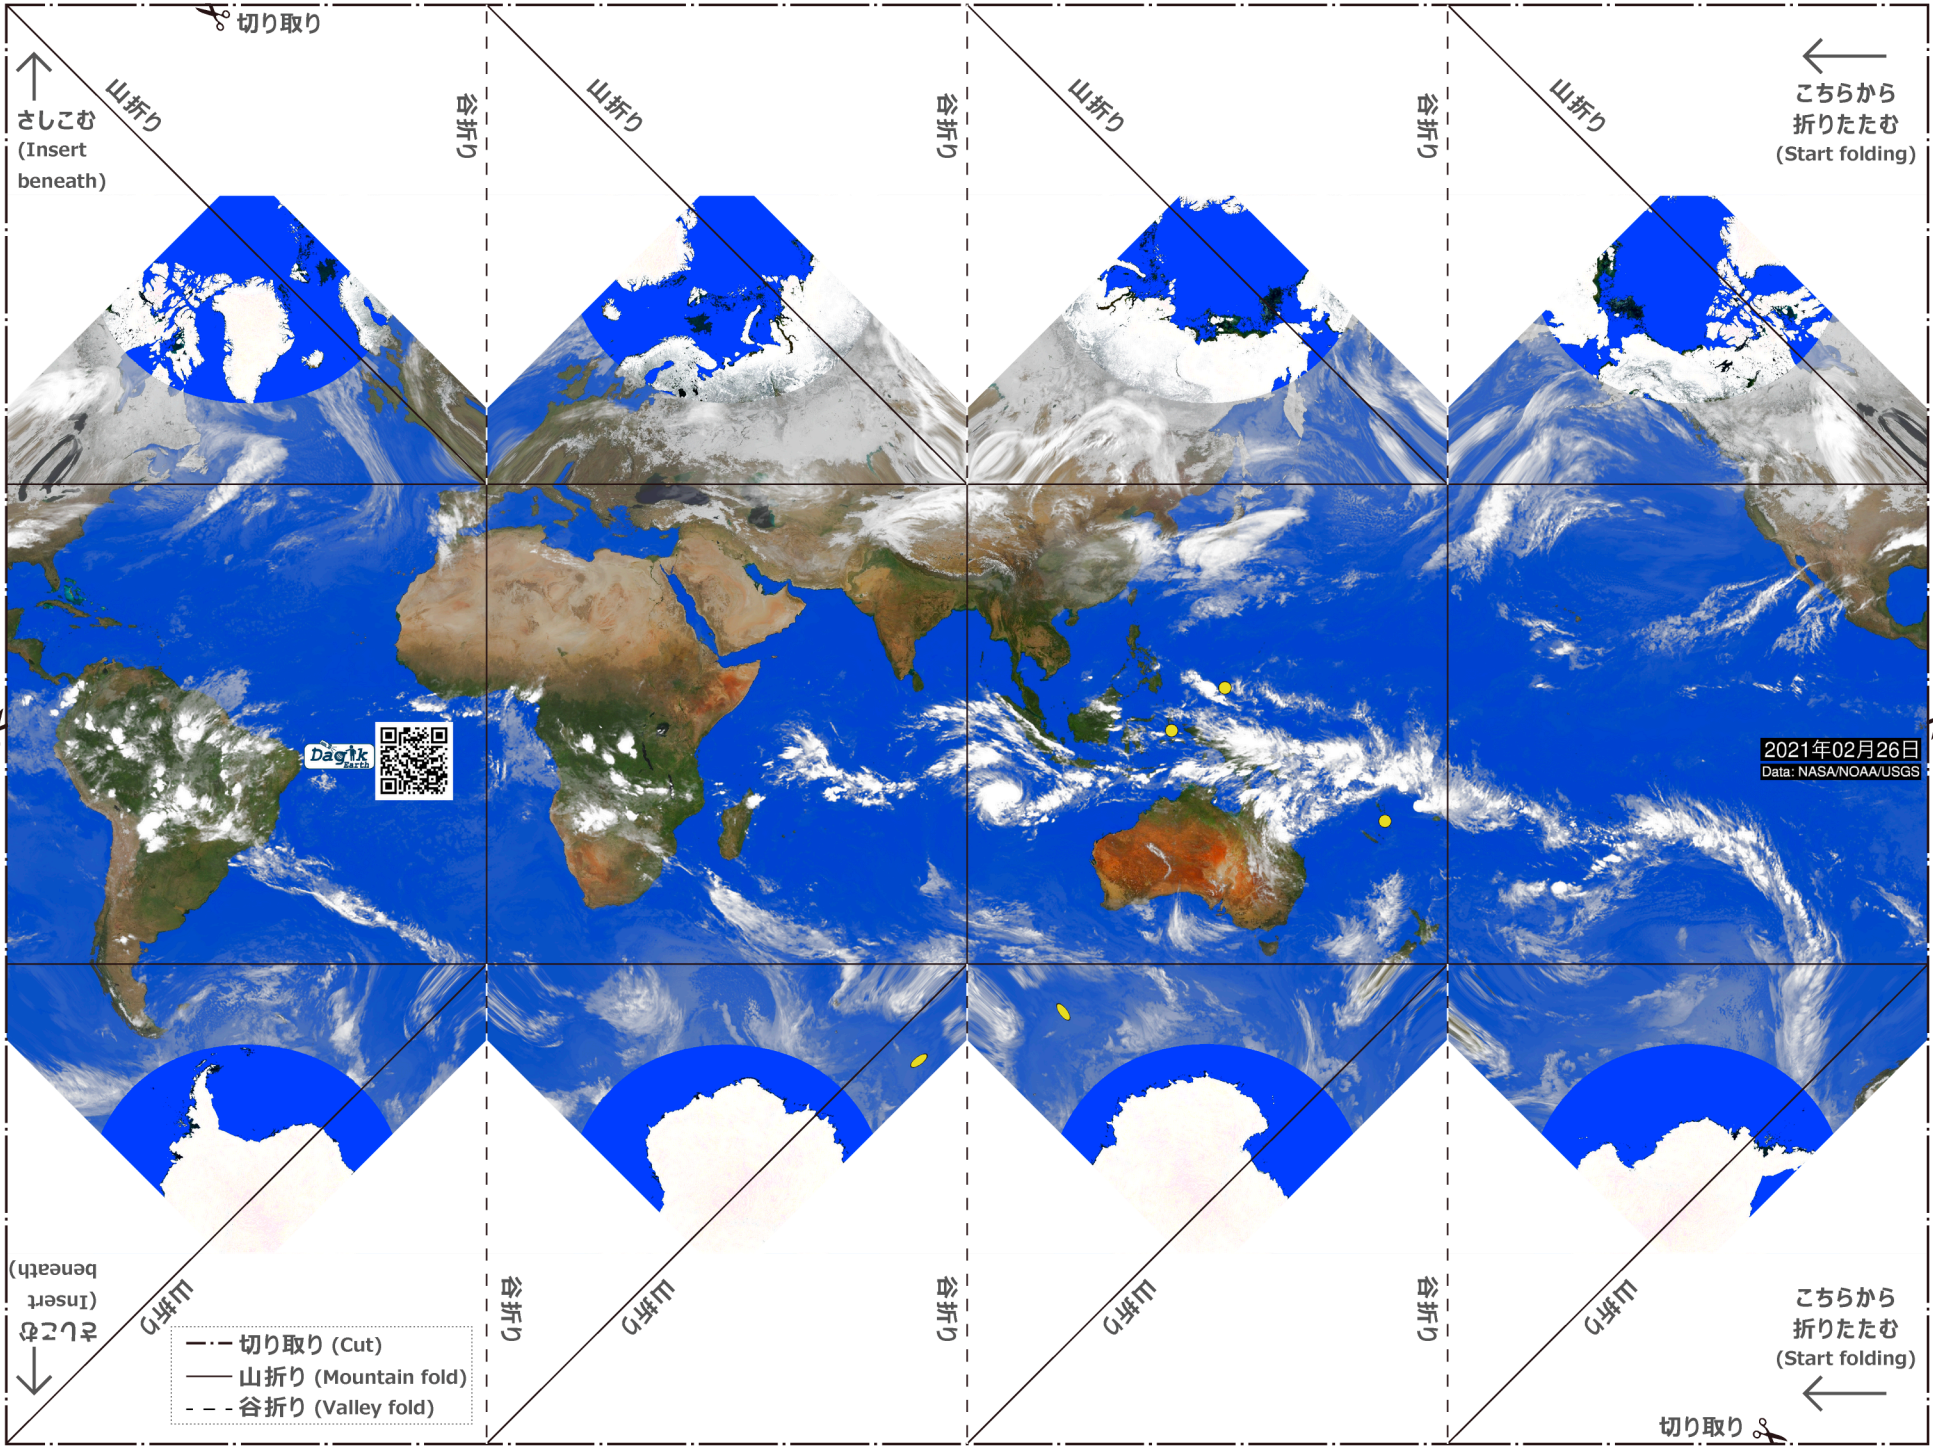 切り取り
さしこむ
(Insert
beneath)
山折り
谷折り
山折り
谷折り
山折り
谷折り
山折り
こちらから
折りたたむ
(Start folding)
Dagik
Earth
2021年02月26日
Data: NASA/NOAA/USGS
さしこむ
(Insert
beneath)
山折り
谷折り
山折り
谷折り
山折り
谷折り
山折り
こちらから
折りたたむ
(Start folding)
切り取り (Cut)
山折り (Mountain fold)
谷折り (Valley fold)
切り取り